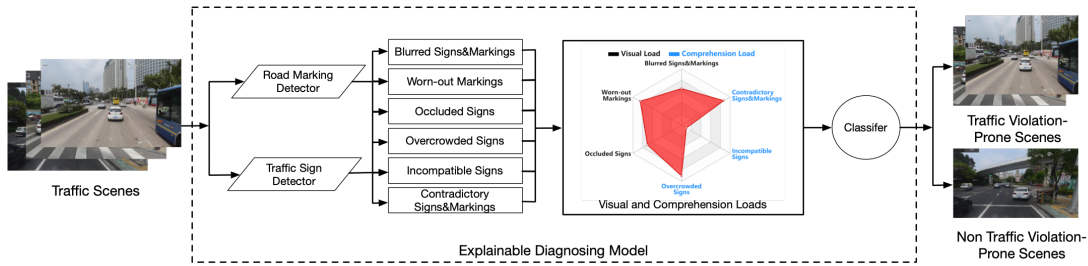 Traffic Scenes
Road Marking
Detector
Traffic Sign
Detector
Blurred Signs&Markings
Worn-out Markings
Occluded Signs
Overcrowded Signs
Incompatible Signs
Contradictory
Signs&Markings
Visual Load
Comprehension Load
Blurred Signs&Markings
Worn-out
Markings
Contradictory
Signs&Markings
Occluded Signs
Incompatible
Signs
Overcrowded
Signs
Visual and Comprehension Loads
Classifer
Traffic Violation-
Prone Scenes
Non Traffic Violation-
Prone Scenes
Explainable Diagnosing Model